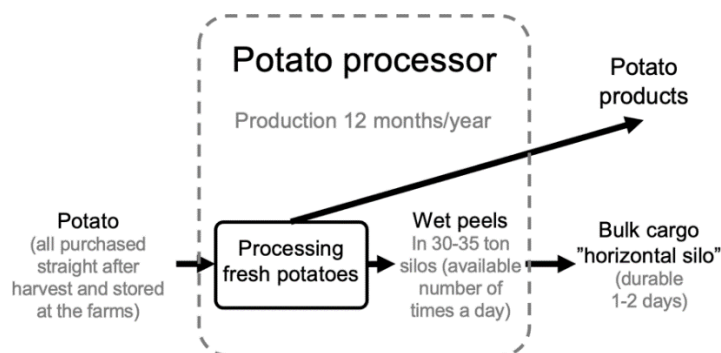 Potato processor
Production 12 months/year
Potato
products
Potato
(all purchased
straight after
harvest and stored
at the farms)
Processing
fresh potatoes
Wet peels
In 30-35 ton
silos (available
number of
times a day)
Bulk cargo
”horizontal silo”
(durable
1-2 days)